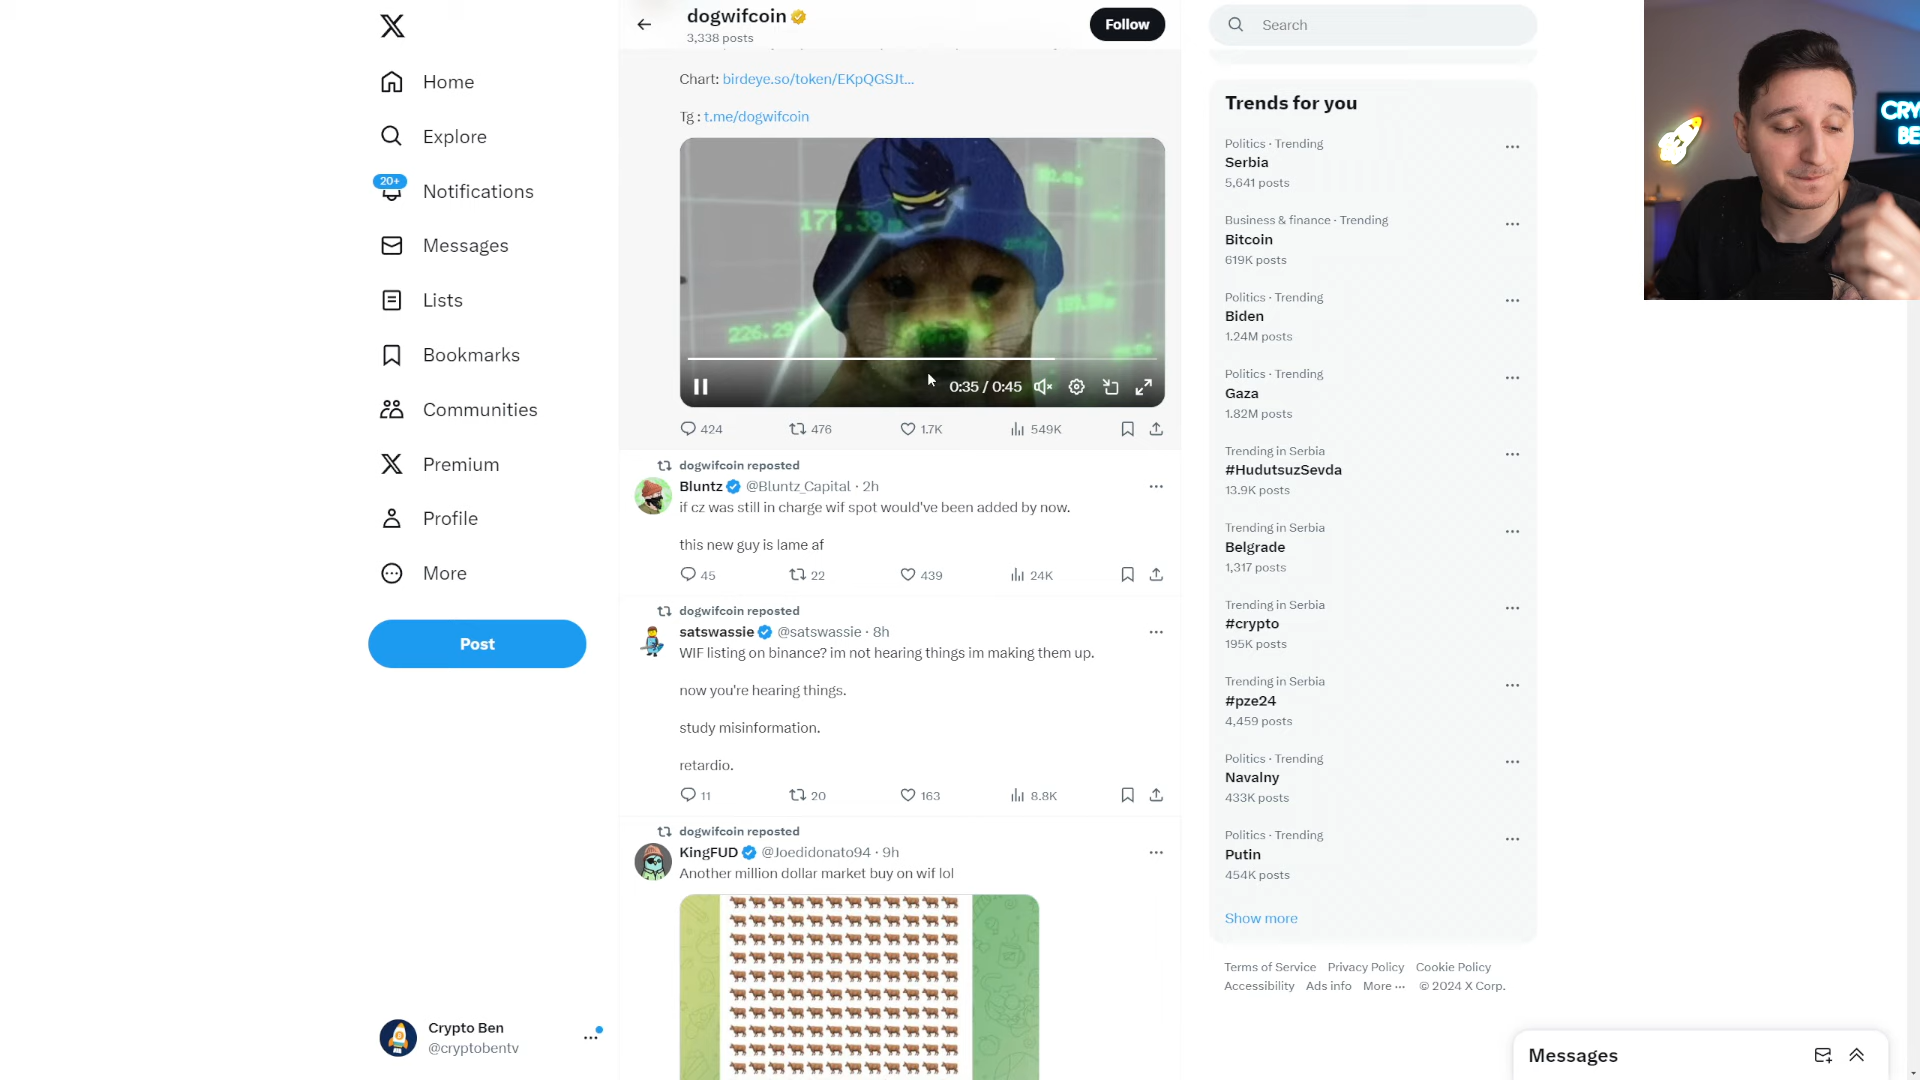 dogwifcoin
3,338 posts
Follow
Search
Home
Explore
20+
Notifications
Messages
Lists
Bookmarks
Communities
Premium
Profile
More
Post
Crypto Ben
@cryptobentv
Chart: birdeye.so/token/EKpQGSJt...
Tg : t.me/dogwifcoin
177.39
226.29
0:35 / 0:45
424 476 1.7K 549K
dogwifcoin reposted
Bluntz @Bluntz_Capital · 2h
if cz was still in charge wif spot would've been added by now.
this new guy is lame af
45 22 439 24K
dogwifcoin reposted
satswassie @satswassie · 8h
WIF listing on binance? im not hearing things im making them up.
now you're hearing things.
study misinformation.
retardio.
11 20 163 8.8K
dogwifcoin reposted
KingFUD @Joedidonato94 · 9h
Another million dollar market buy on wif lol
Trends for you
Politics · Trending
Serbia
5,641 posts
Business & finance · Trending
Bitcoin
619K posts
Politics · Trending
Biden
1.24M posts
Politics · Trending
Gaza
1.82M posts
Trending in Serbia
#HudutsuzSevda
13.9K posts
Trending in Serbia
Belgrade
1,317 posts
Trending in Serbia
#crypto
195K posts
Trending in Serbia
#pze24
4,459 posts
Politics · Trending
Navalny
433K posts
Politics · Trending
Putin
454K posts
Show more
Terms of Service Privacy Policy Cookie Policy
Accessibility Ads info More ··· © 2024 X Corp.
Messages
CRY
BE